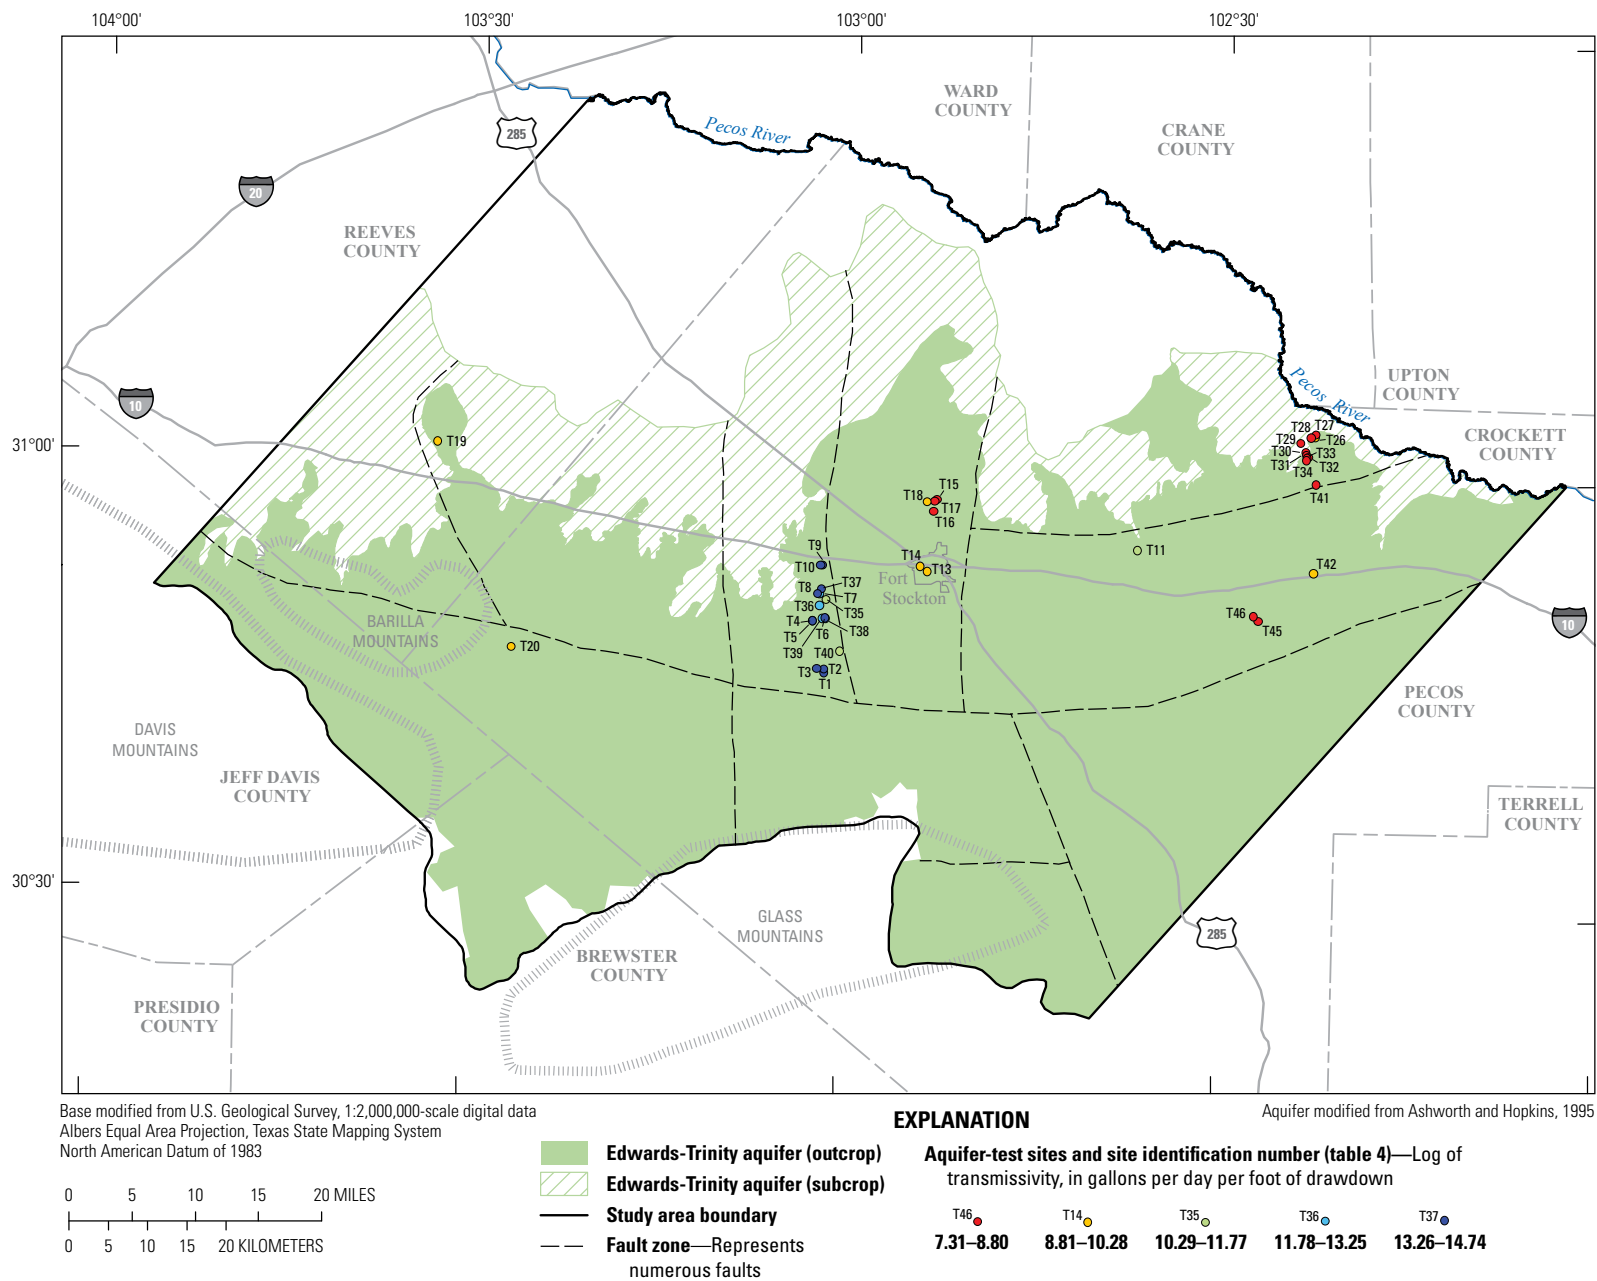 104°00'
103°30'
103°00'
102°30'
WARD
COUNTY
CRANE
COUNTY
Pecos River
285
20
REEVES
COUNTY
10
Pecos River
UPTON
COUNTY
CROCKETT
COUNTY
31°00'
T19
T28
T27
T29
T26
T30
T33
T31
T32
T34
T41
T15
T18
T17
T16
T9
T10
T14
T13
T11
T42
Fort
Stockton
T37
T8
T7
T36
T35
T4
T5
T6
T38
T39
T40
T3
T2
T1
T46
T45
10
BARILLA
MOUNTAINS
T20
PECOS
COUNTY
DAVIS
MOUNTAINS
JEFF DAVIS
COUNTY
TERRELL
COUNTY
30°30'
GLASS
MOUNTAINS
285
BREWSTER
COUNTY
PRESIDIO
COUNTY
Base modified from U.S. Geological Survey, 1:2,000,000-scale digital data
Albers Equal Area Projection, Texas State Mapping System
North American Datum of 1983
Aquifer modified from Ashworth and Hopkins, 1995
0 5 10 15 20 MILES
0 5 10 15 20 KILOMETERS
EXPLANATION
Edwards-Trinity aquifer (outcrop)
Edwards-Trinity aquifer (subcrop)
Study area boundary
Fault zone—Represents
numerous faults
Aquifer-test sites and site identification number (table 4)—Log of
transmissivity, in gallons per day per foot of drawdown
T46 T14 T35 T36 T37
7.31–8.80 8.81–10.28 10.29–11.77 11.78–13.25 13.26–14.74